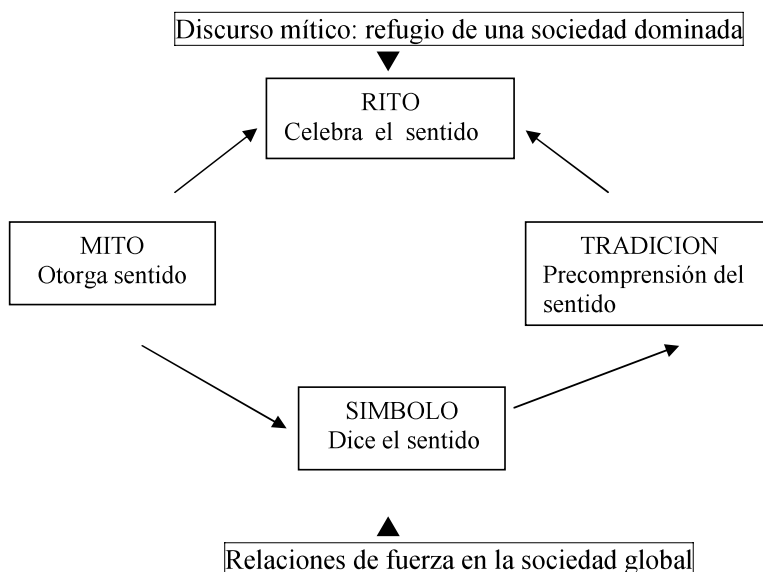 Discurso mítico: refugio de una sociedad dominada
RITO
Celebra el sentido
MITO
Otorga sentido
TRADICION
Precomprensión del
sentido
SIMBOLO
Dice el sentido
Relaciones de fuerza en la sociedad global